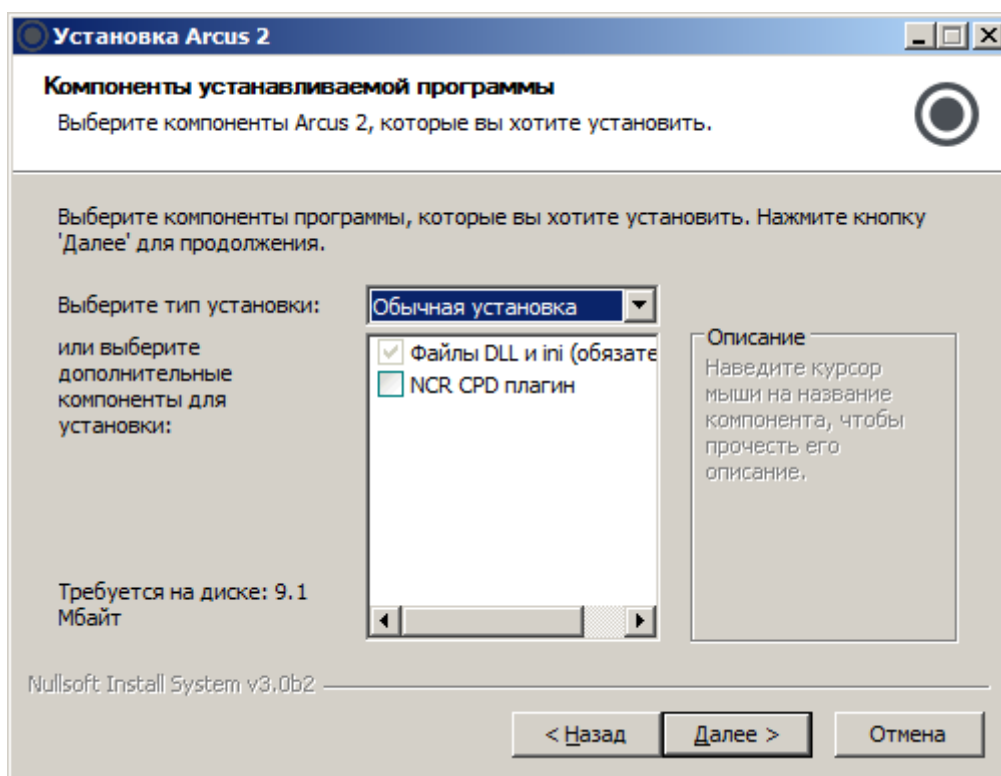 Установка Arcus 2
Компоненты устанавливаемой программы
Выберите компоненты Arcus 2, которые вы хотите установить.
Выберите компоненты программы, которые вы хотите установить. Нажмите кнопку
'Далее' для продолжения.
Выберите тип установки:
Обычная установка
или выберите
дополнительные
компоненты для
установки:
Файлы DLL и ini (обязате
NCR CPD плагин
Описание
Наведите курсор
мыши на название
компонента, чтобы
прочесть его
описание.
Требуется на диске: 9.1
Мбайт
Nullsoft Install System v3.0b2
< Назад
Далее >
Отмена